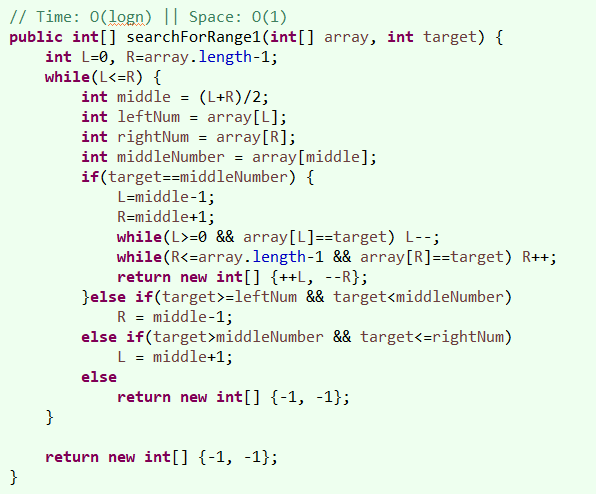 // Time: O(logn) || Space: O(1)
public int[] searchForRange1(int[] array, int target) {
    int L=0, R=array.length-1;
    while(L<=R) {
        int middle = (L+R)/2;
        int leftNum = array[L];
        int rightNum = array[R];
        int middleNumber = array[middle];
        if(target==middleNumber) {
            L=middle-1;
            R=middle+1;
            while(L>=0 && array[L]==target) L--;
            while(R<=array.length-1 && array[R]==target) R++;
            return new int[] {++L, --R};
        }else if(target>=leftNum && target<middleNumber)
            R = middle-1;
        else if(target>middleNumber && target<=rightNum)
            L = middle+1;
        else
            return new int[] {-1, -1};
    }

    return new int[] {-1, -1};
}